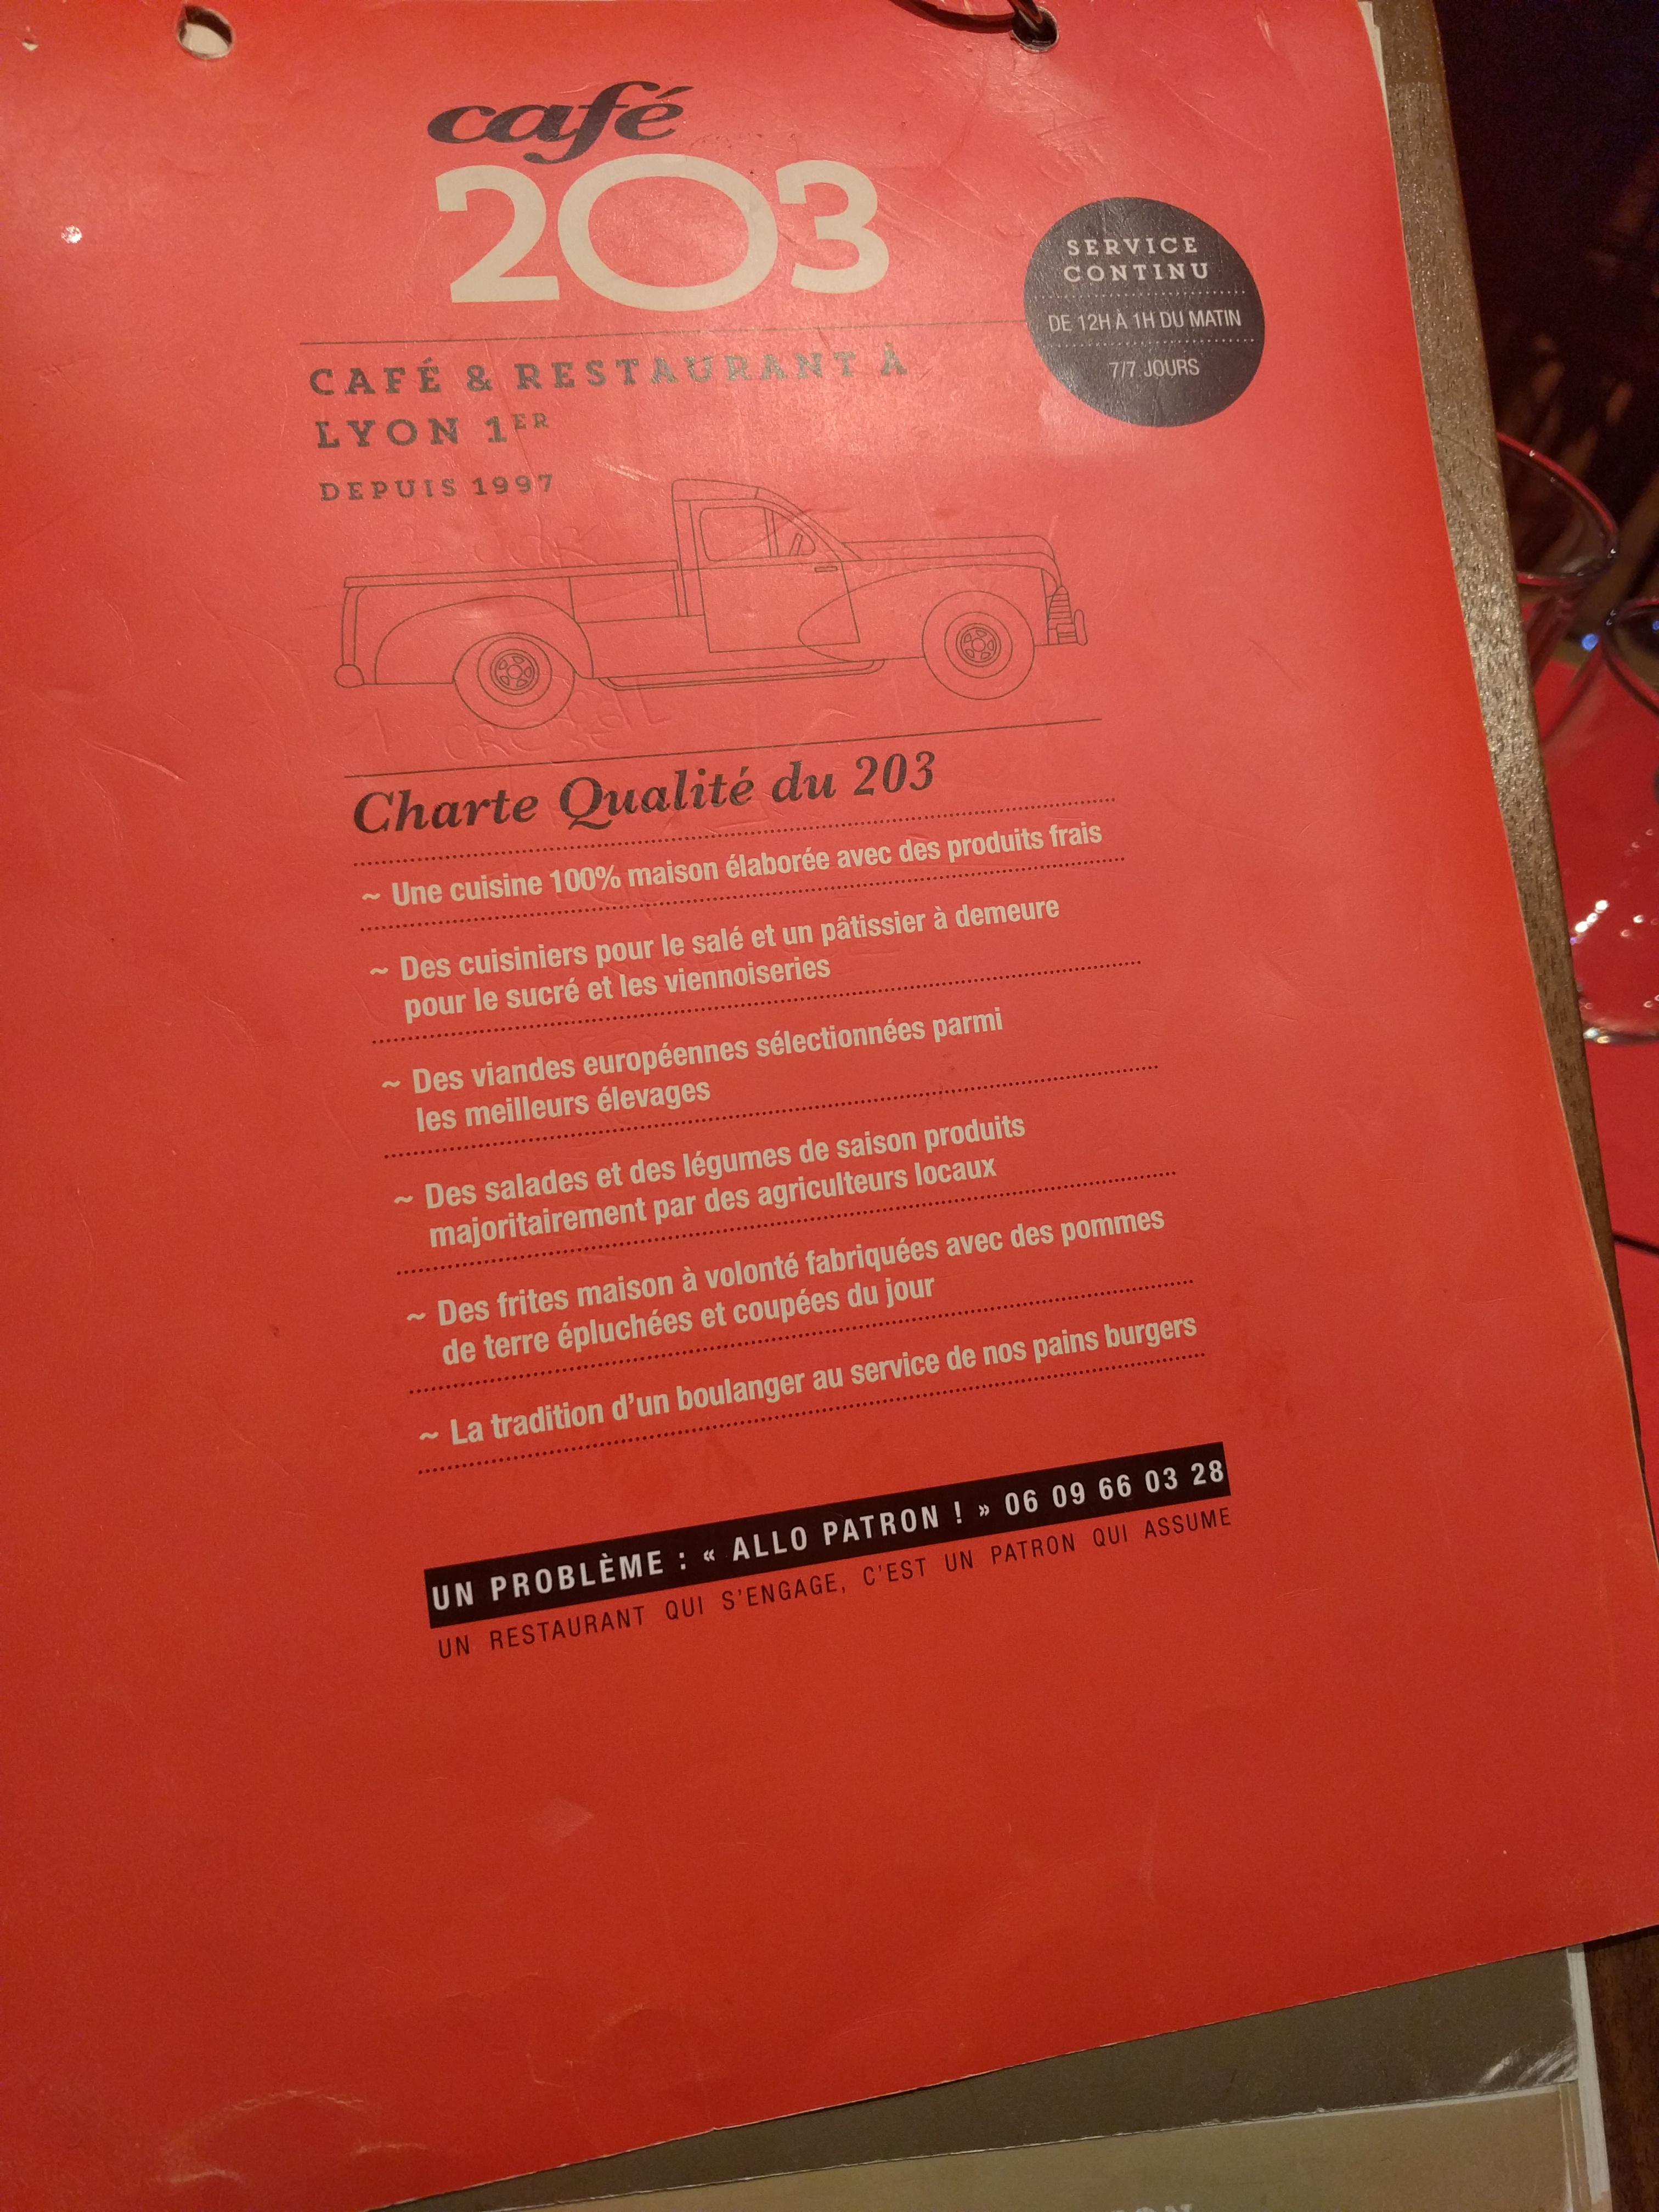 café
203
SERVICE
CONTINU
DE 12H À 1H DU MATIN
7/7 JOURS
CAFÉ & RESTAURANT À
LYON 1ER
DEPUIS 1997
Charte Qualité du 203
~ Une cuisine 100% maison élaborée avec des produits frais
~ Des cuisiniers pour le salé et un pâtissier à demeure
pour le sucré et les viennoiseries
~ Des viandes européennes sélectionnées parmi
les meilleurs élevages
~ Des salades et des légumes de saison produits
majoritairement par des agriculteurs locaux
~ Des frites maison à volonté fabriquées avec des pommes
de terre épluchées et coupées du jour
~ La tradition d'un boulanger au service de nos pains burgers
UN PROBLÈME : « ALLO PATRON ! » 06 09 66 03 28
UN RESTAURANT QUI S'ENGAGE, C'EST UN PATRON QUI ASSUME